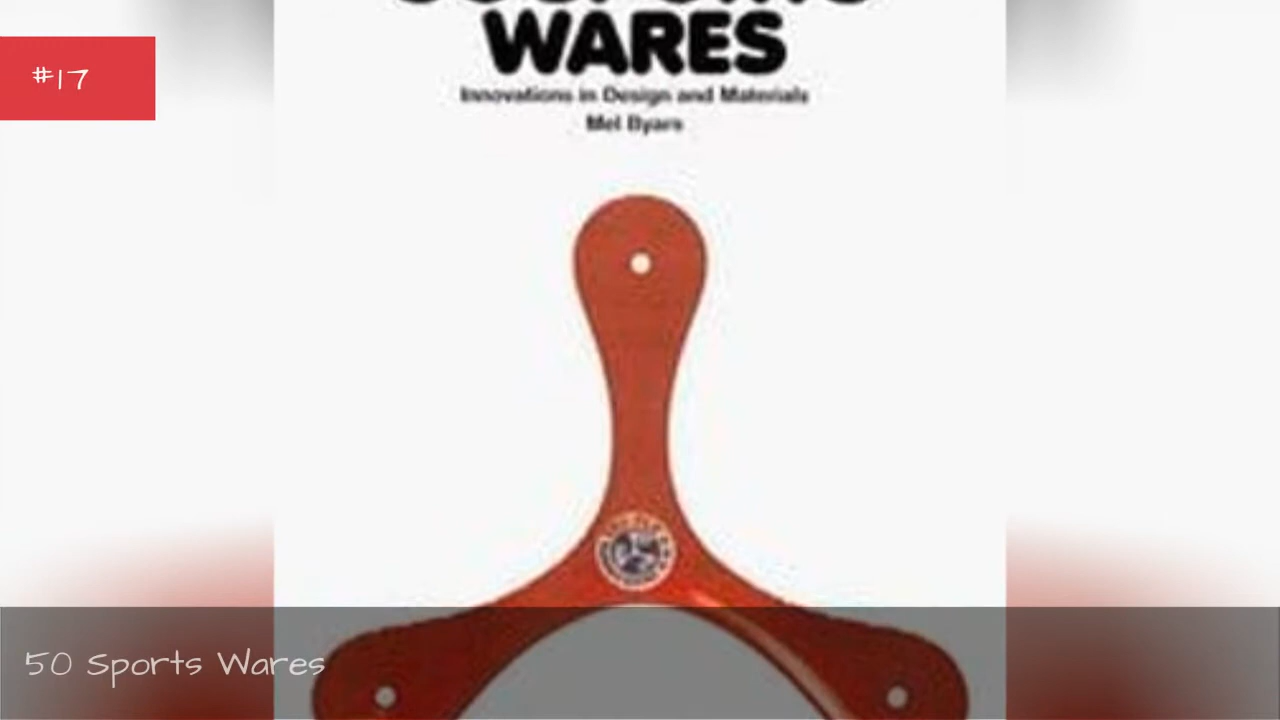 #17
WARES
Innovations in Design and Materials
Mel Byars
50 Sports Wares